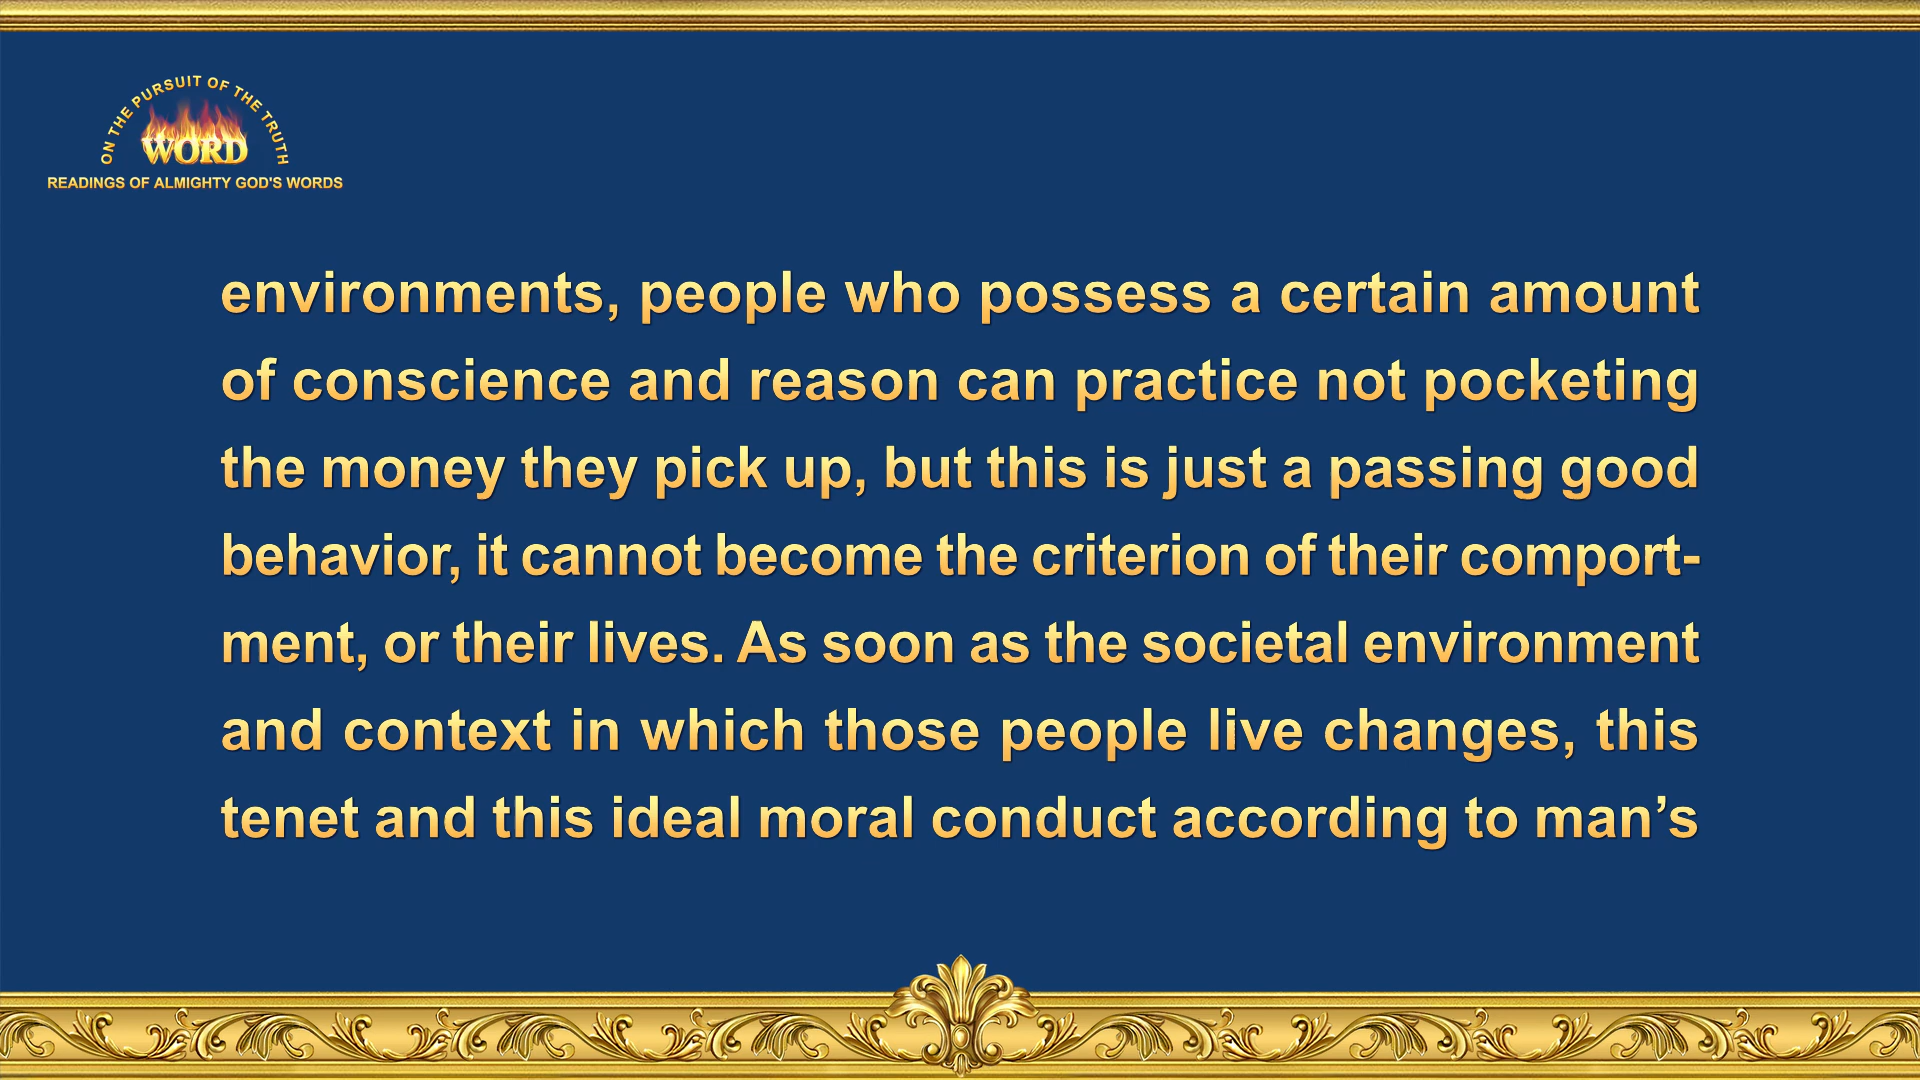 ON THE PURSUIT OF THE TRUTH
WORD
READINGS OF ALMIGHTY GOD'S WORDS
environments, people who possess a certain amount
of conscience and reason can practice not pocketing
the money they pick up, but this is just a passing good
behavior, it cannot become the criterion of their comport-
ment, or their lives. As soon as the societal environment
and context in which those people live changes, this
tenet and this ideal moral conduct according to man’s